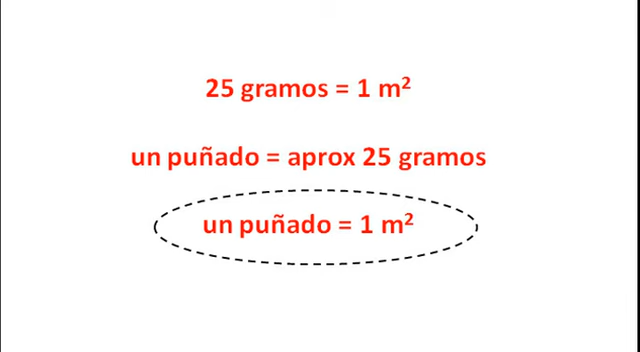 25 gramos = 1 m²
un puñado = aprox 25 gramos
un puñado = 1 m²